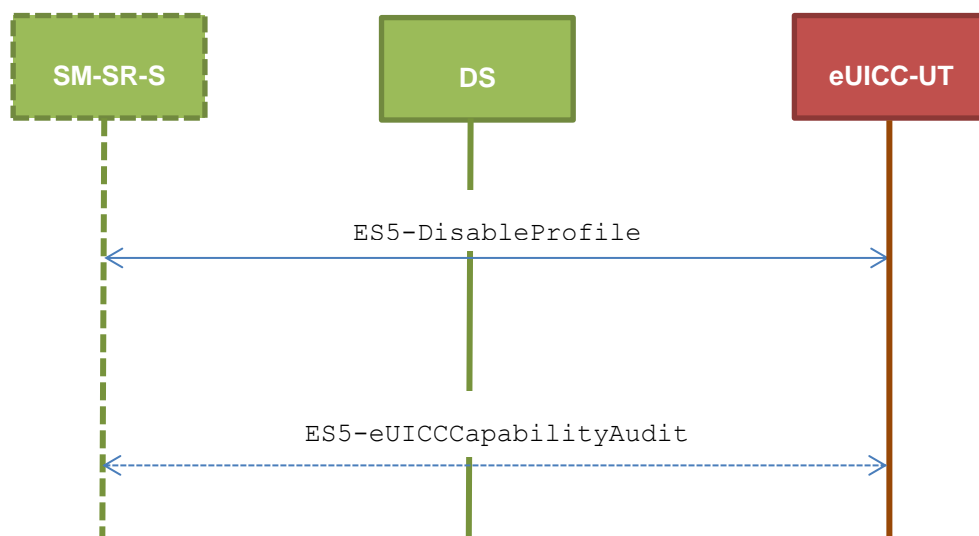 SM-SR-S
DS
eUICC-UT
ES5-DisableProfile
ES5-eUICCCapabilityAudit